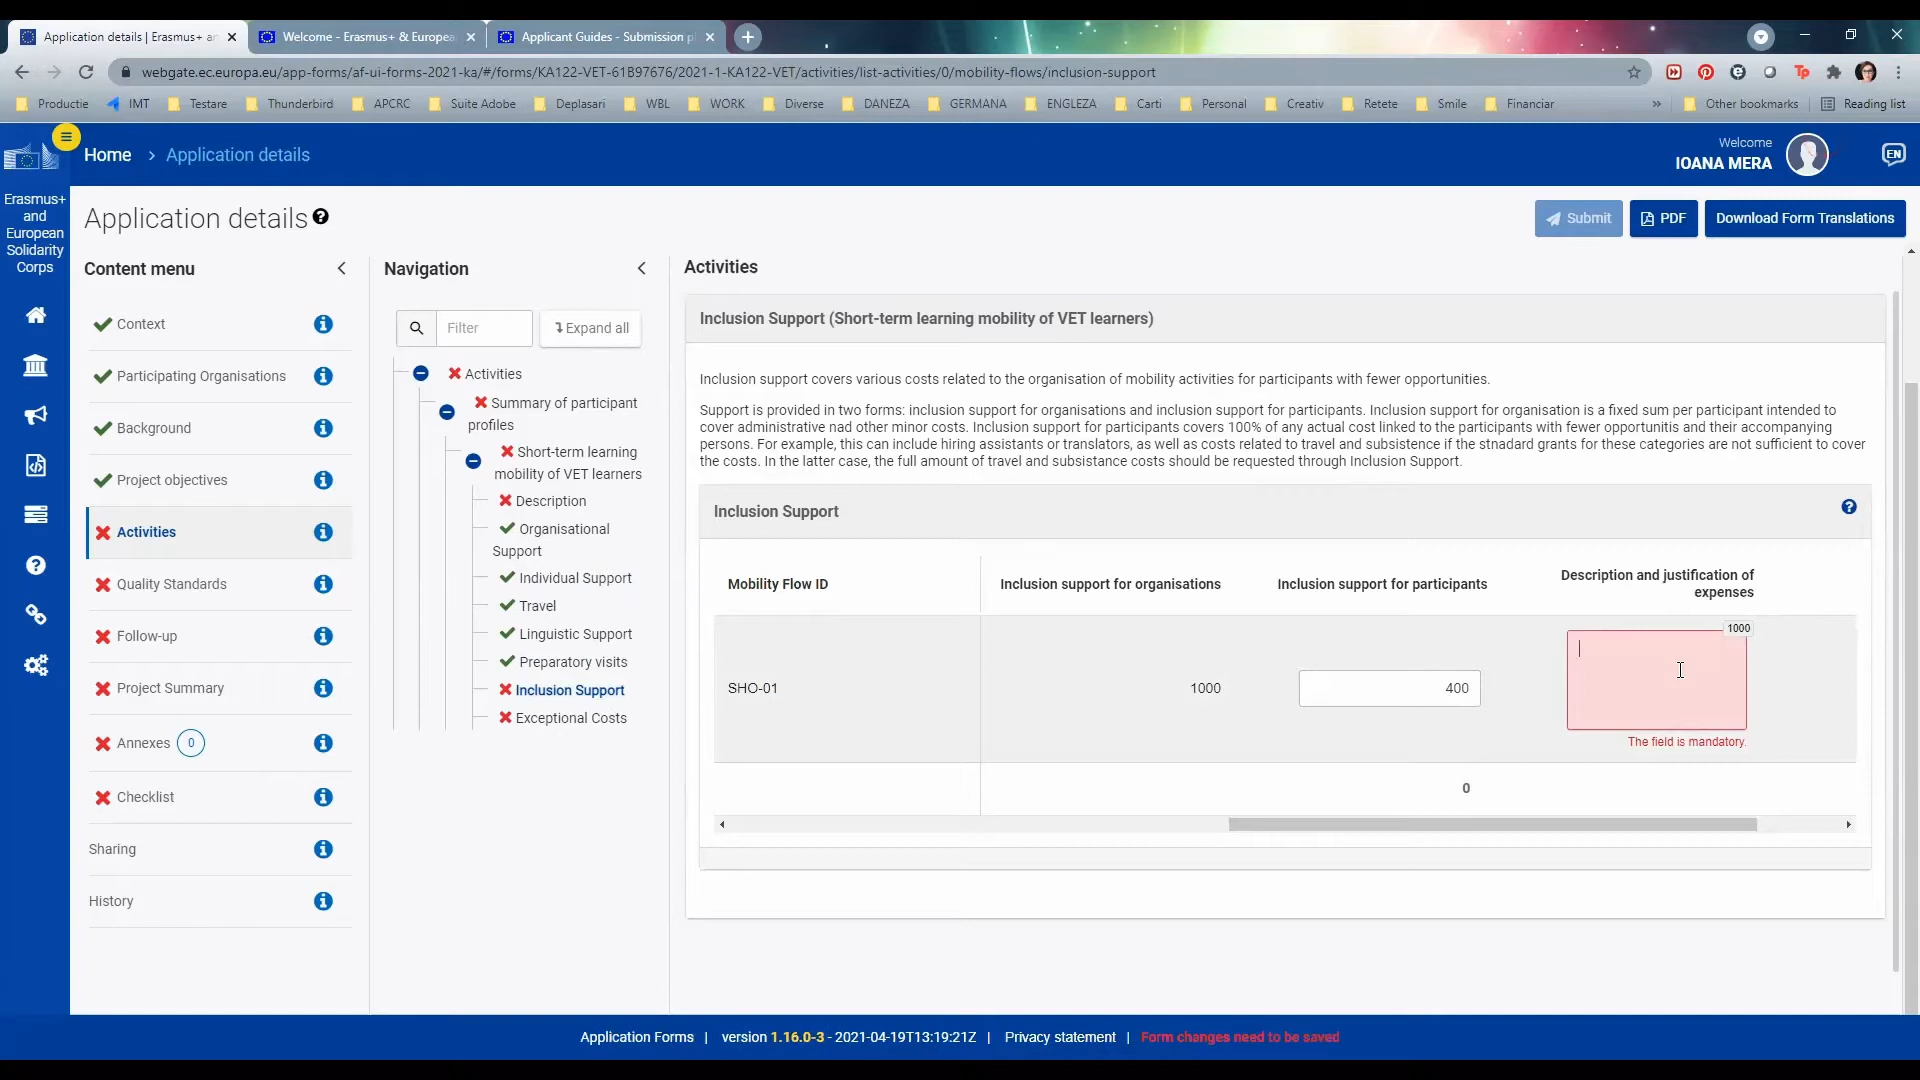 Application details | Erasmus+ an
Welcome - Erasmus+ & Europea
Applicant Guides - Submission p
webgate.ec.europa.eu/app-forms/af-ui-forms-2021-ka/#/forms/KA122-VET-61B97676/2021-1-KA122-VET/activities/list-activities/0/mobility-flows/inclusion-support
Productie IMT Testare Thunderbird APCRC Suite Adobe Deplasari WBL WORK Diverse DANEZA GERMANA ENGLEZA Carti Personal Creativ Retete Smile Financiar » Other bookmarks Reading list
Home > Application details
Welcome
IOANA MERA
EN
Erasmus+
and
European
Solidarity
Corps
Application details
Submit
PDF
Download Form Translations
Content menu
Context
Participating Organisations
Background
Project objectives
Activities
Quality Standards
Follow-up
Project Summary
Annexes 0
Checklist
Sharing
History
Navigation
Filter
Expand all
Activities
Summary of participant
profiles
Short-term learning
mobility of VET learners
Description
Organisational
Support
Individual Support
Travel
Linguistic Support
Preparatory visits
Inclusion Support
Exceptional Costs
Activities
Inclusion Support (Short-term learning mobility of VET learners)
Inclusion support covers various costs related to the organisation of mobility activities for participants with fewer opportunities.
Support is provided in two forms: inclusion support for organisations and inclusion support for participants. Inclusion support for organisation is a fixed sum per participant intended to
cover administrative nad other minor costs. Inclusion support for participants covers 100% of any actual cost linked to the participants with fewer opportunitis and their accompanying
persons. For example, this can include hiring assistants or translators, as well as costs related to travel and subsistence if the stnadard grants for these categories are not sufficient to cover
the costs. In the latter case, the full amount of travel and subsistance costs should be requested through Inclusion Support.
Inclusion Support
Mobility Flow ID
Inclusion support for organisations
Inclusion support for participants
Description and justification of
expenses
1000
SHO-01
1000
400
The field is mandatory.
0
Application Forms | version 1.16.0-3 - 2021-04-19T13:19:21Z | Privacy statement | Form changes need to be saved